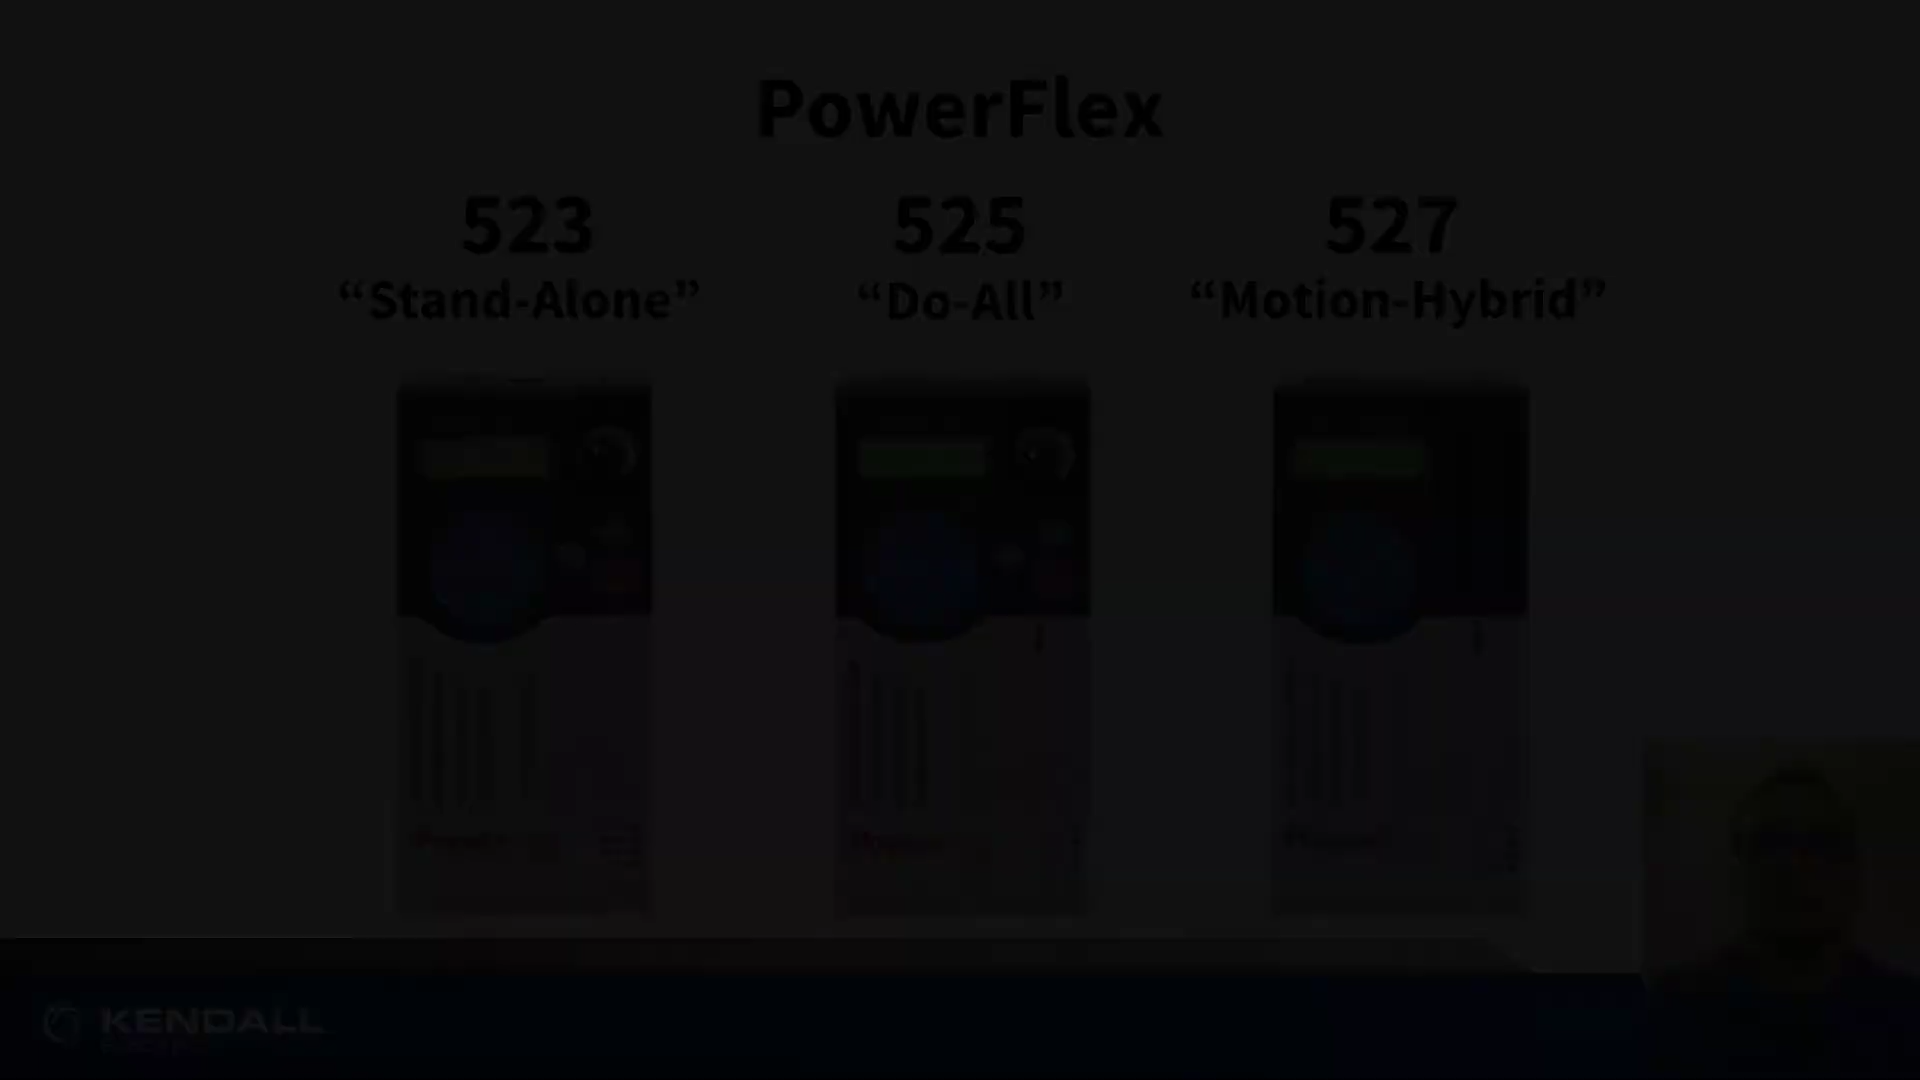 PowerFlex
523 525 527
“Stand-Alone” “Do-All” “Motion-Hybrid”
KENDALL